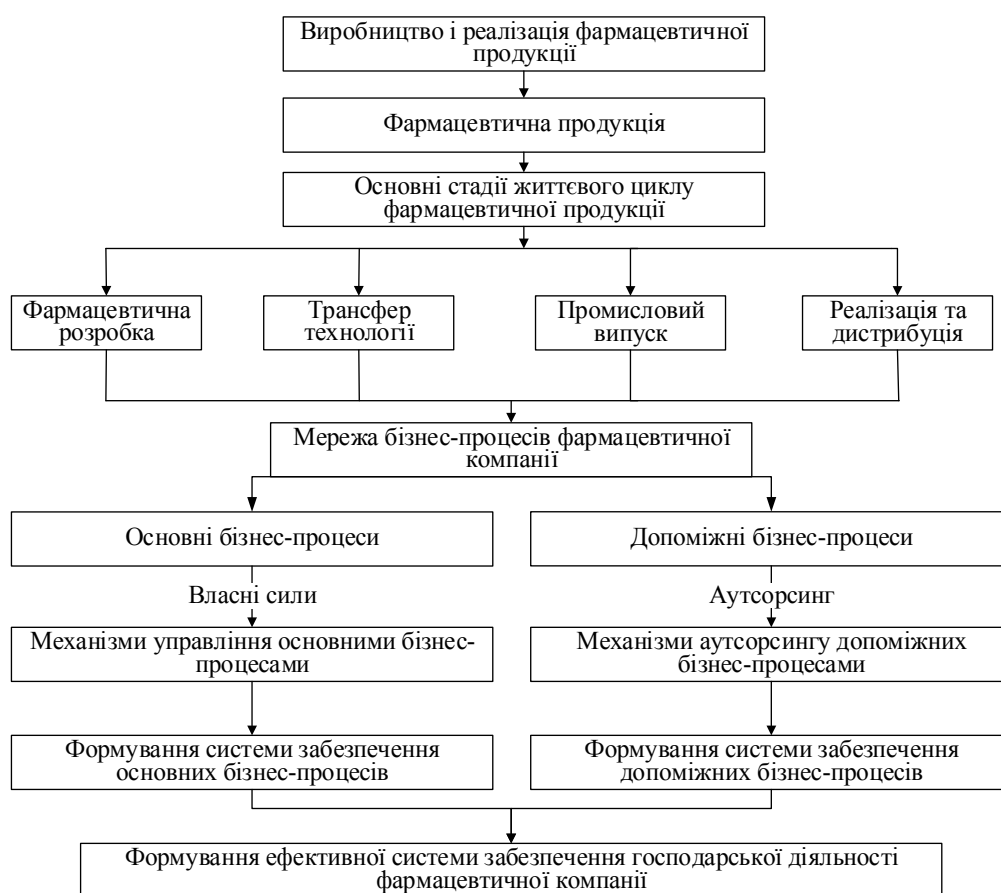 Виробництво і реалізація фармацевтичної
продукції
Фармацевтична продукція
Основні стадії життєвого циклу
фармацевтичної продукції
Фармацевтична
розробка
Трансфер
технології
Промисловий
випуск
Реалізація та
дистрибуція
Мережа бізнес-процесів фармацевтичної
компанії
Основні бізнес-процеси
Допоміжні бізнес-процеси
Власні сили
Аутсорсинг
Механізми управління основними бізнес-
процесами
Механізми аутсорсингу допоміжних
бізнес-процесами
Формування системи забезпечення
основних бізнес-процесів
Формування системи забезпечення
допоміжних бізнес-процесів
Формування ефективної системи забезпечення господарської діяльності
фармацевтичної компанії